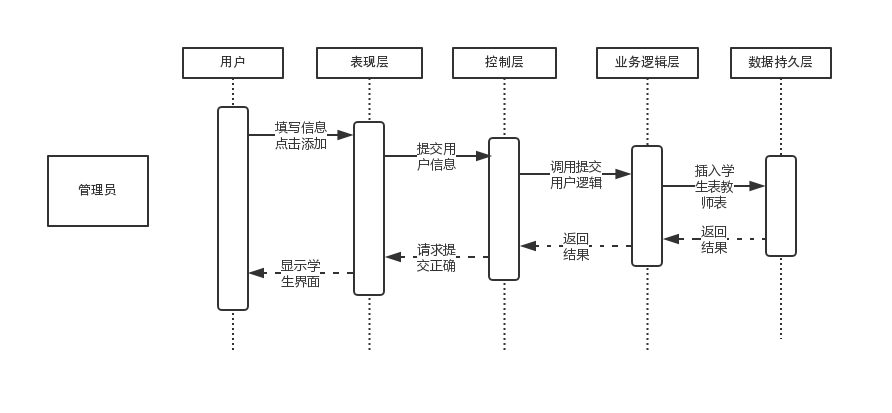 用户
表现层
控制层
业务逻辑层
数据持久层
管理员
填写信息
点击添加
提交用
户信息
调用提交
用户逻辑
插入学
生表教
师表
返回
结果
返回
结果
请求提
交正确
显示学
生界面